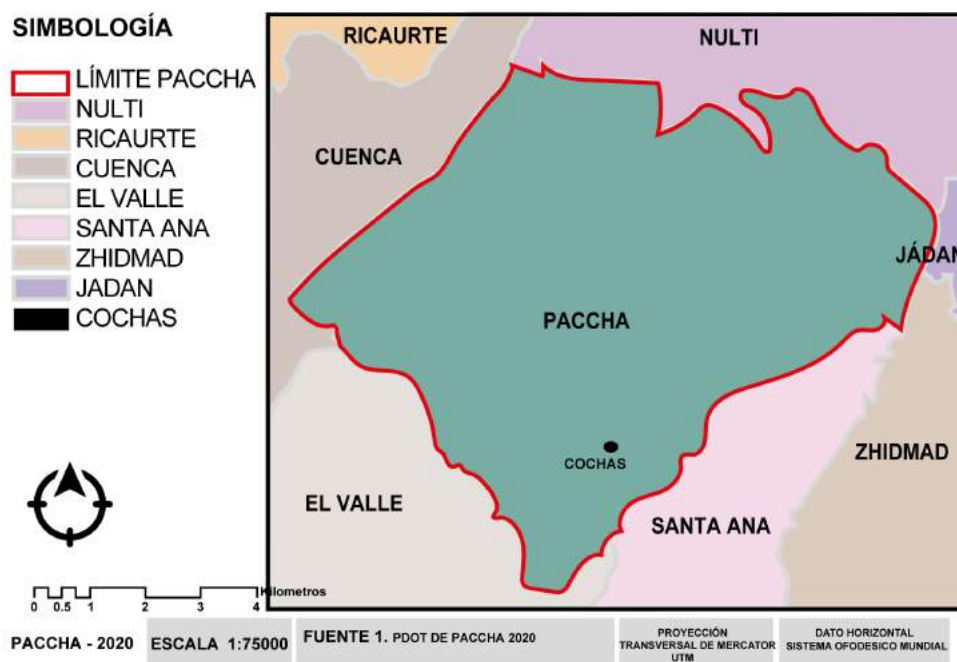 SIMBOLOGÍA
LÍMITE PACCHA
NULTI
RICAURTE
CUENCA
EL VALLE
SANTA ANA
ZHIDMAD
JADAN
COCHAS
RICAURTE
NULTI
CUENCA
JÁDAN
PACCHA
COCHAS
ZHIDMAD
EL VALLE
SANTA ANA
Kilometros
0 0.5 1 2 3 4
PACCHA - 2020
ESCALA 1:75000
FUENTE 1. PDOT DE PACCHA 2020
PROYECCIÓN
TRANSVERSAL DE MERCATOR
UTM
DATO HORIZONTAL
SISTEMA OFODESICO MUNDIAL